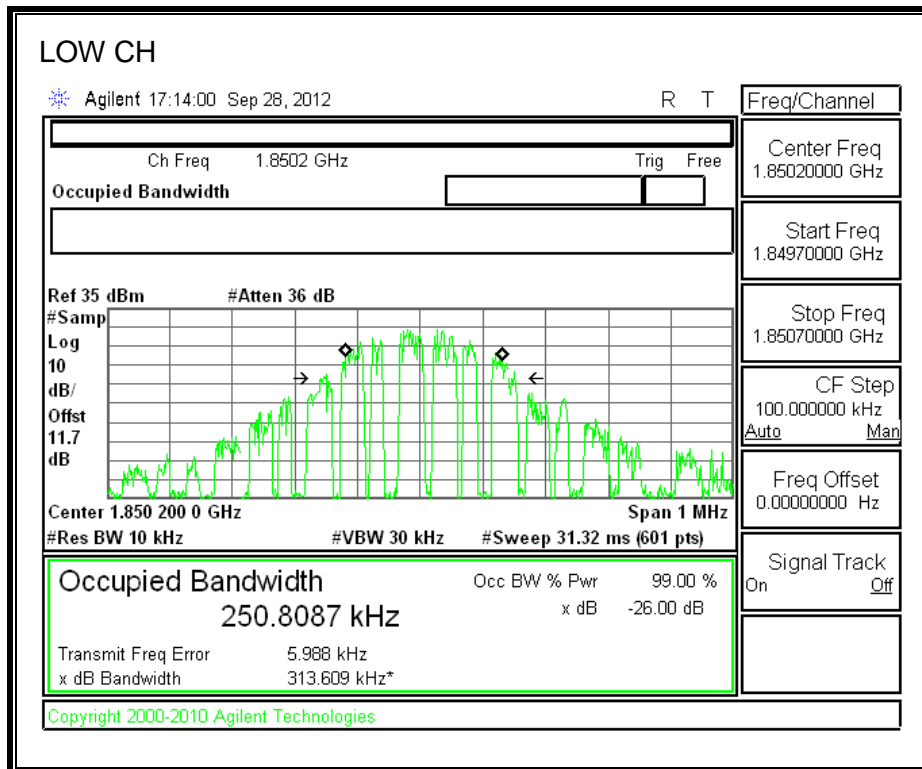 LOW CH
Agilent 17:14:00 Sep 28, 2012 R T
Ch Freq 1.8502 GHz Trig Free
Occupied Bandwidth
Ref 35 dBm #Atten 36 dB
#Samp
Log
10
dB/
Offst
11.7
dB
Center 1.850 200 0 GHz Span 1 MHz
#Res BW 10 kHz #VBW 30 kHz #Sweep 31.32 ms (601 pts)
Occupied Bandwidth Occ BW % Pwr 99.00 %
250.8087 kHz x dB -26.00 dB
Transmit Freq Error 5.988 kHz
x dB Bandwidth 313.609 kHz*
Copyright 2000-2010 Agilent Technologies
Freq/Channel
Center Freq
1.85020000 GHz
Start Freq
1.84970000 GHz
Stop Freq
1.85070000 GHz
CF Step
100.000000 kHz
Auto Man
Freq Offset
0.00000000 Hz
Signal Track
On Off